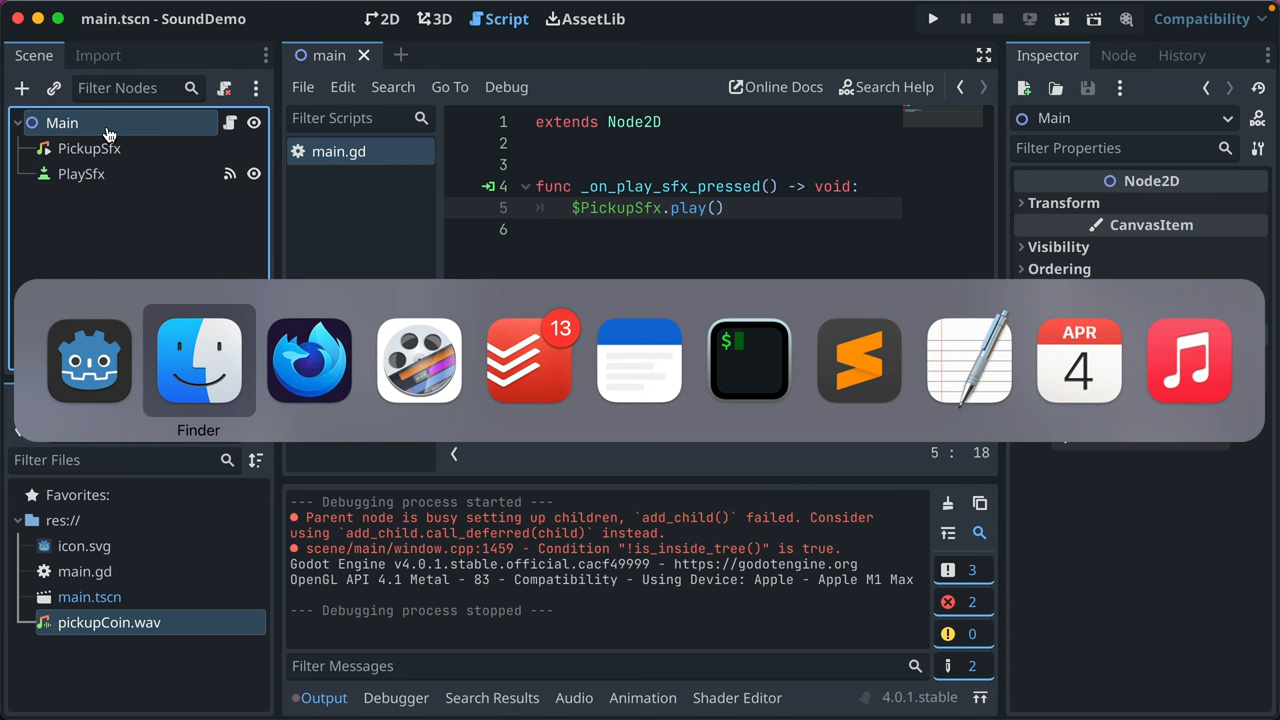 main.tscn - SoundDemo
2D
3D
Script
AssetLib
Compatibility
Scene
Import
Filter Nodes
Main
PickupSfx
PlaySfx
main
File
Edit
Search
Go To
Debug
Online Docs
Search Help
Filter Scripts
main.gd
1 extends Node2D
2
3
4 func _on_play_sfx_pressed() -> void:
5 $PickupSfx.play()
6
Inspector
Node
History
Main
Filter Properties
Node2D
Transform
CanvasItem
Visibility
Ordering
13
$
APR
4
Finder
5 : 18
Filter Files
Favorites:
res://
icon.svg
main.gd
main.tscn
pickupCoin.wav
--- Debugging process started ---
Parent node is busy setting up children, `add_child()` failed. Consider
using `add_child.call_deferred(child)` instead.
scene/main/window.cpp:1459 - Condition "!is_inside_tree()" is true.
Godot Engine v4.0.1.stable.official.cacf49999 - https://godotengine.org
OpenGL API 4.1 Metal - 83 - Compatibility - Using Device: Apple - Apple M1 Max
--- Debugging process stopped ---
3
2
0
2
Filter Messages
Output
Debugger
Search Results
Audio
Animation
Shader Editor
4.0.1.stable